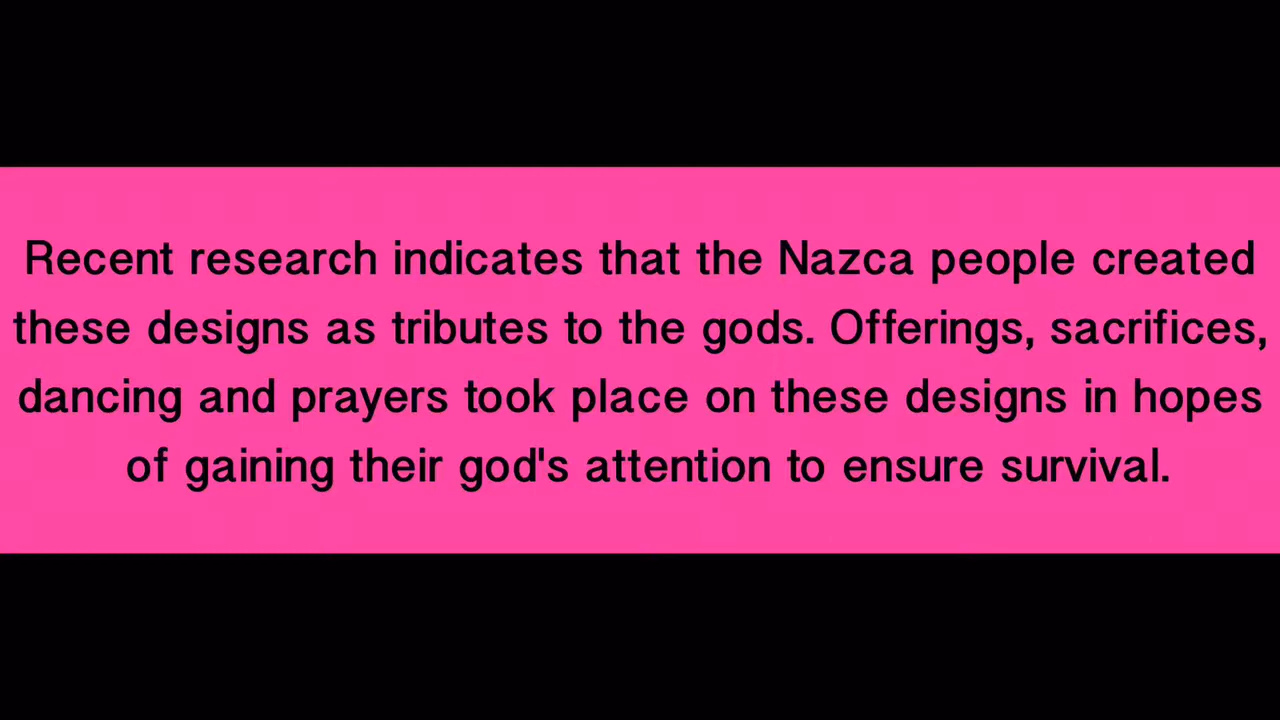 Recent research indicates that the Nazca people created
these designs as tributes to the gods. Offerings, sacrifices,
dancing and prayers took place on these designs in hopes
of gaining their god's attention to ensure survival.